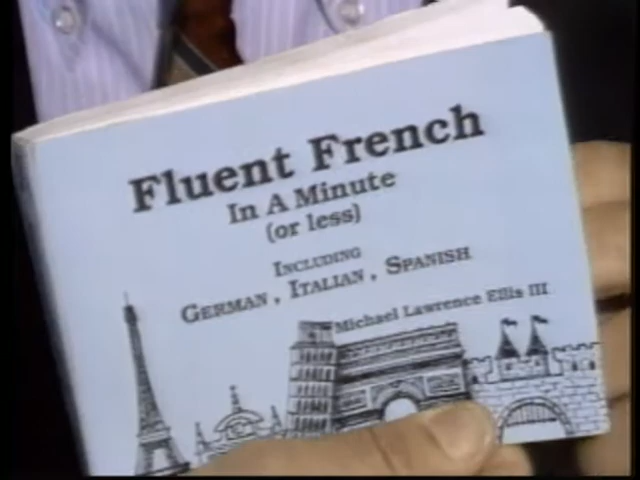 Fluent French
In A Minute
(or less)
INCLUDING
GERMAN, ITALIAN, SPANISH
Michael Lawrence Ellis III